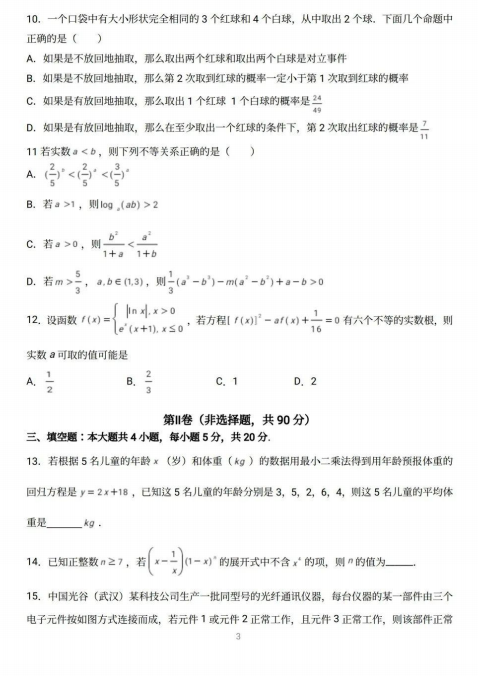 10. 一个口袋中有大小形状完全相同的 3 个红球和 4 个白球，从中取出 2 个球．下面几个命题中
正确的是（ ）
A．如果是不放回地抽取，那么取出两个红球和取出两个白球是对立事件
B．如果是不放回地抽取，那么第 2 次取到红球的概率一定小于第 1 次取到红球的概率
C．如果是有放回地抽取，那么取出 1 个红球 1 个白球的概率是 24/49
D．如果是有放回地抽取，那么在至少取出一个红球的条件下，第 2 次取出红球的概率是 7/11
11 若实数 a < b ，则下列不等关系正确的是（ ）
A．(2/5)^b < (2/5)^a < (3/5)^a
B．若 a >1 ，则 log_a (ab) > 2
C．若 a >0 ，则 b²/(1+a) < a²/(1+b)
D．若 m > 5/3 ，a,b∈(1,3) ，则 1/3(a³-b³)-m(a²-b²)+a-b>0
12．设函数 f(x)={ |ln x|, x>0
e^x(x+1), x≤0 ，若方程[f(x)]²-af(x)+1/16=0 有六个不等的实数根，则
实数 a 可取的值可能是
A．1/2 B．2/3 C．1 D．2
第II卷（非选择题，共 90 分）
三、填空题：本大题共 4 小题，每小题 5 分，共 20 分.
13．若根据 5 名儿童的年龄 x （岁）和体重（ kg ）的数据用最小二乘法得到用年龄预报体重的
回归方程是 y = 2x+18 ，已知这 5 名儿童的年龄分别是 3，5，2，6，4，则这 5 名儿童的平均体
重是______ kg ．
14．已知正整数 n≥7 ，若(x-1/x)(1-x)^n 的展开式中不含 x⁴ 的项，则 n 的值为_____.
15．中国光谷（武汉）某科技公司生产一批同型号的光纤通讯仪器，每台仪器的某一部件由三个
电子元件按如图方式连接而成，若元件 1 或元件 2 正常工作，且元件 3 正常工作，则该部件正常
3